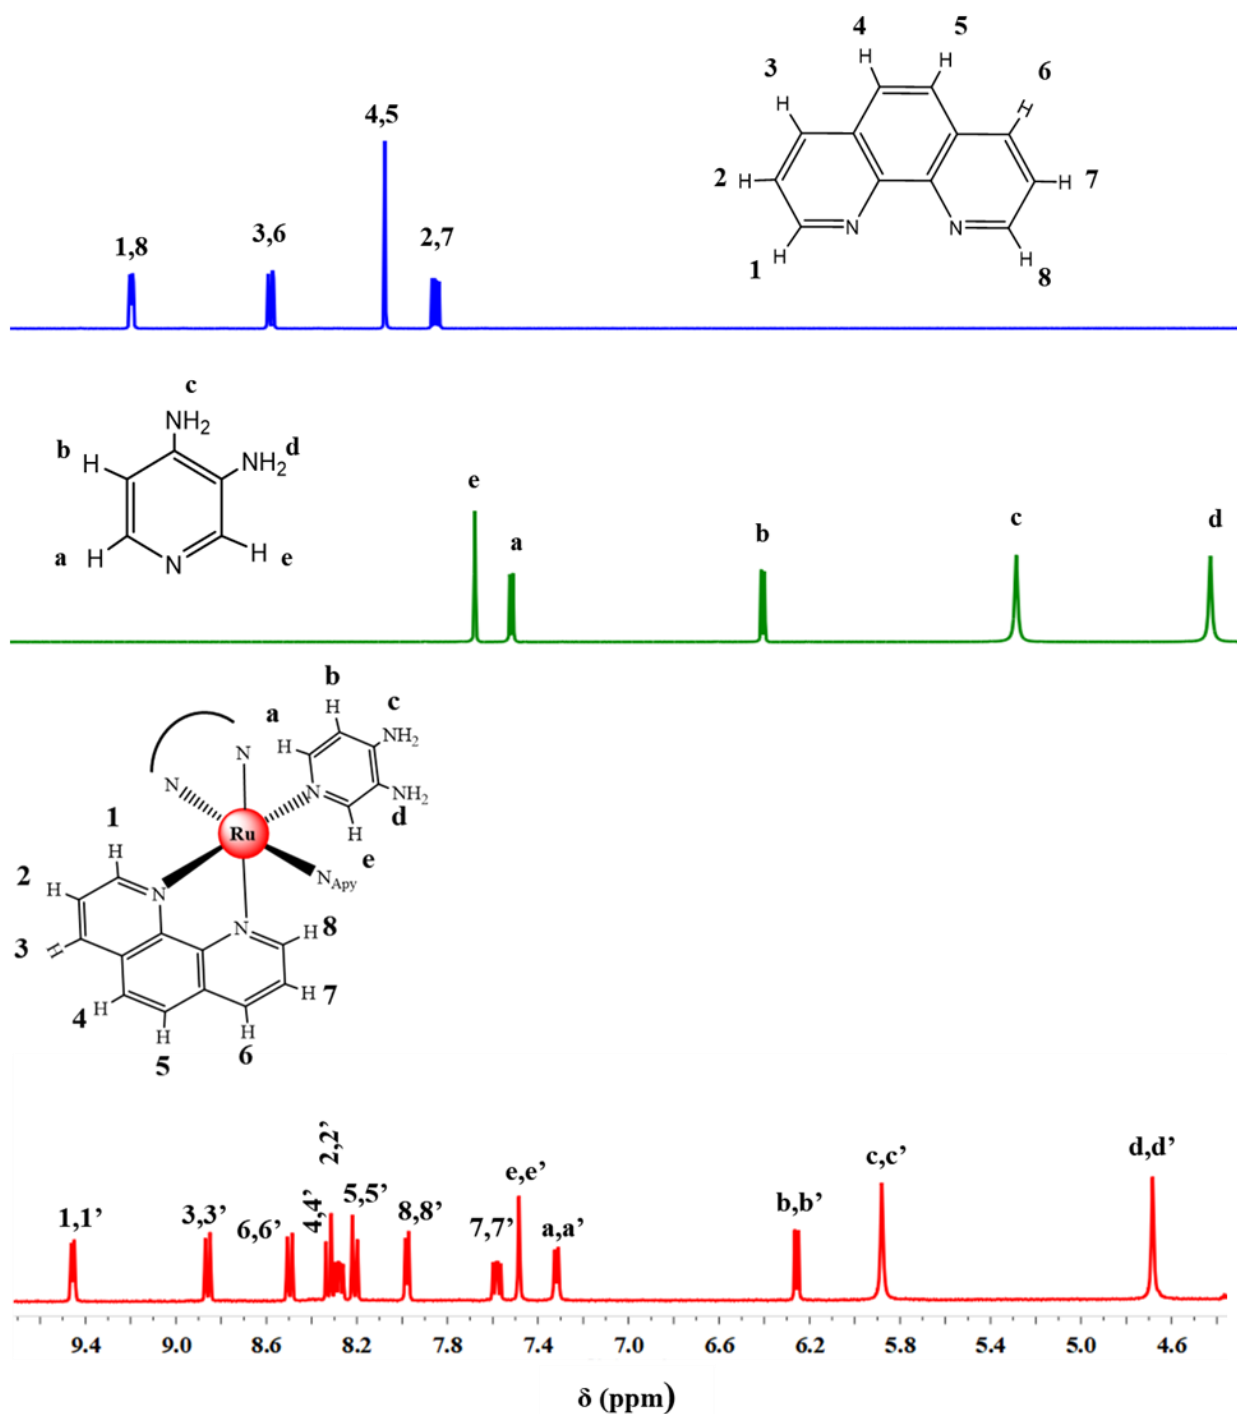 4 5
3 6
H H
H H
4,5
2 H H 7
1,8 3,6 2,7
N N
H H
1 8
c
NH₂
b d
H NH₂
e
a
b
c
d
N H
a H e
b
H c
a
H NH₂
N
N N NH₂
H d
1 Ru e
H N_Apy
2 H N
N H 8
3 H
H 7
H
4 H H
5 6
2,2’
4,4’
1,1’ 3,3’ 6,6’ 5,5’ 8,8’ 7,7’ e,e’ a,a’ b,b’ c,c’ d,d’
9.4 9.0 8.6 8.2 7.8 7.4 7.0 6.6 6.2 5.8 5.4 5.0 4.6
δ (ppm)